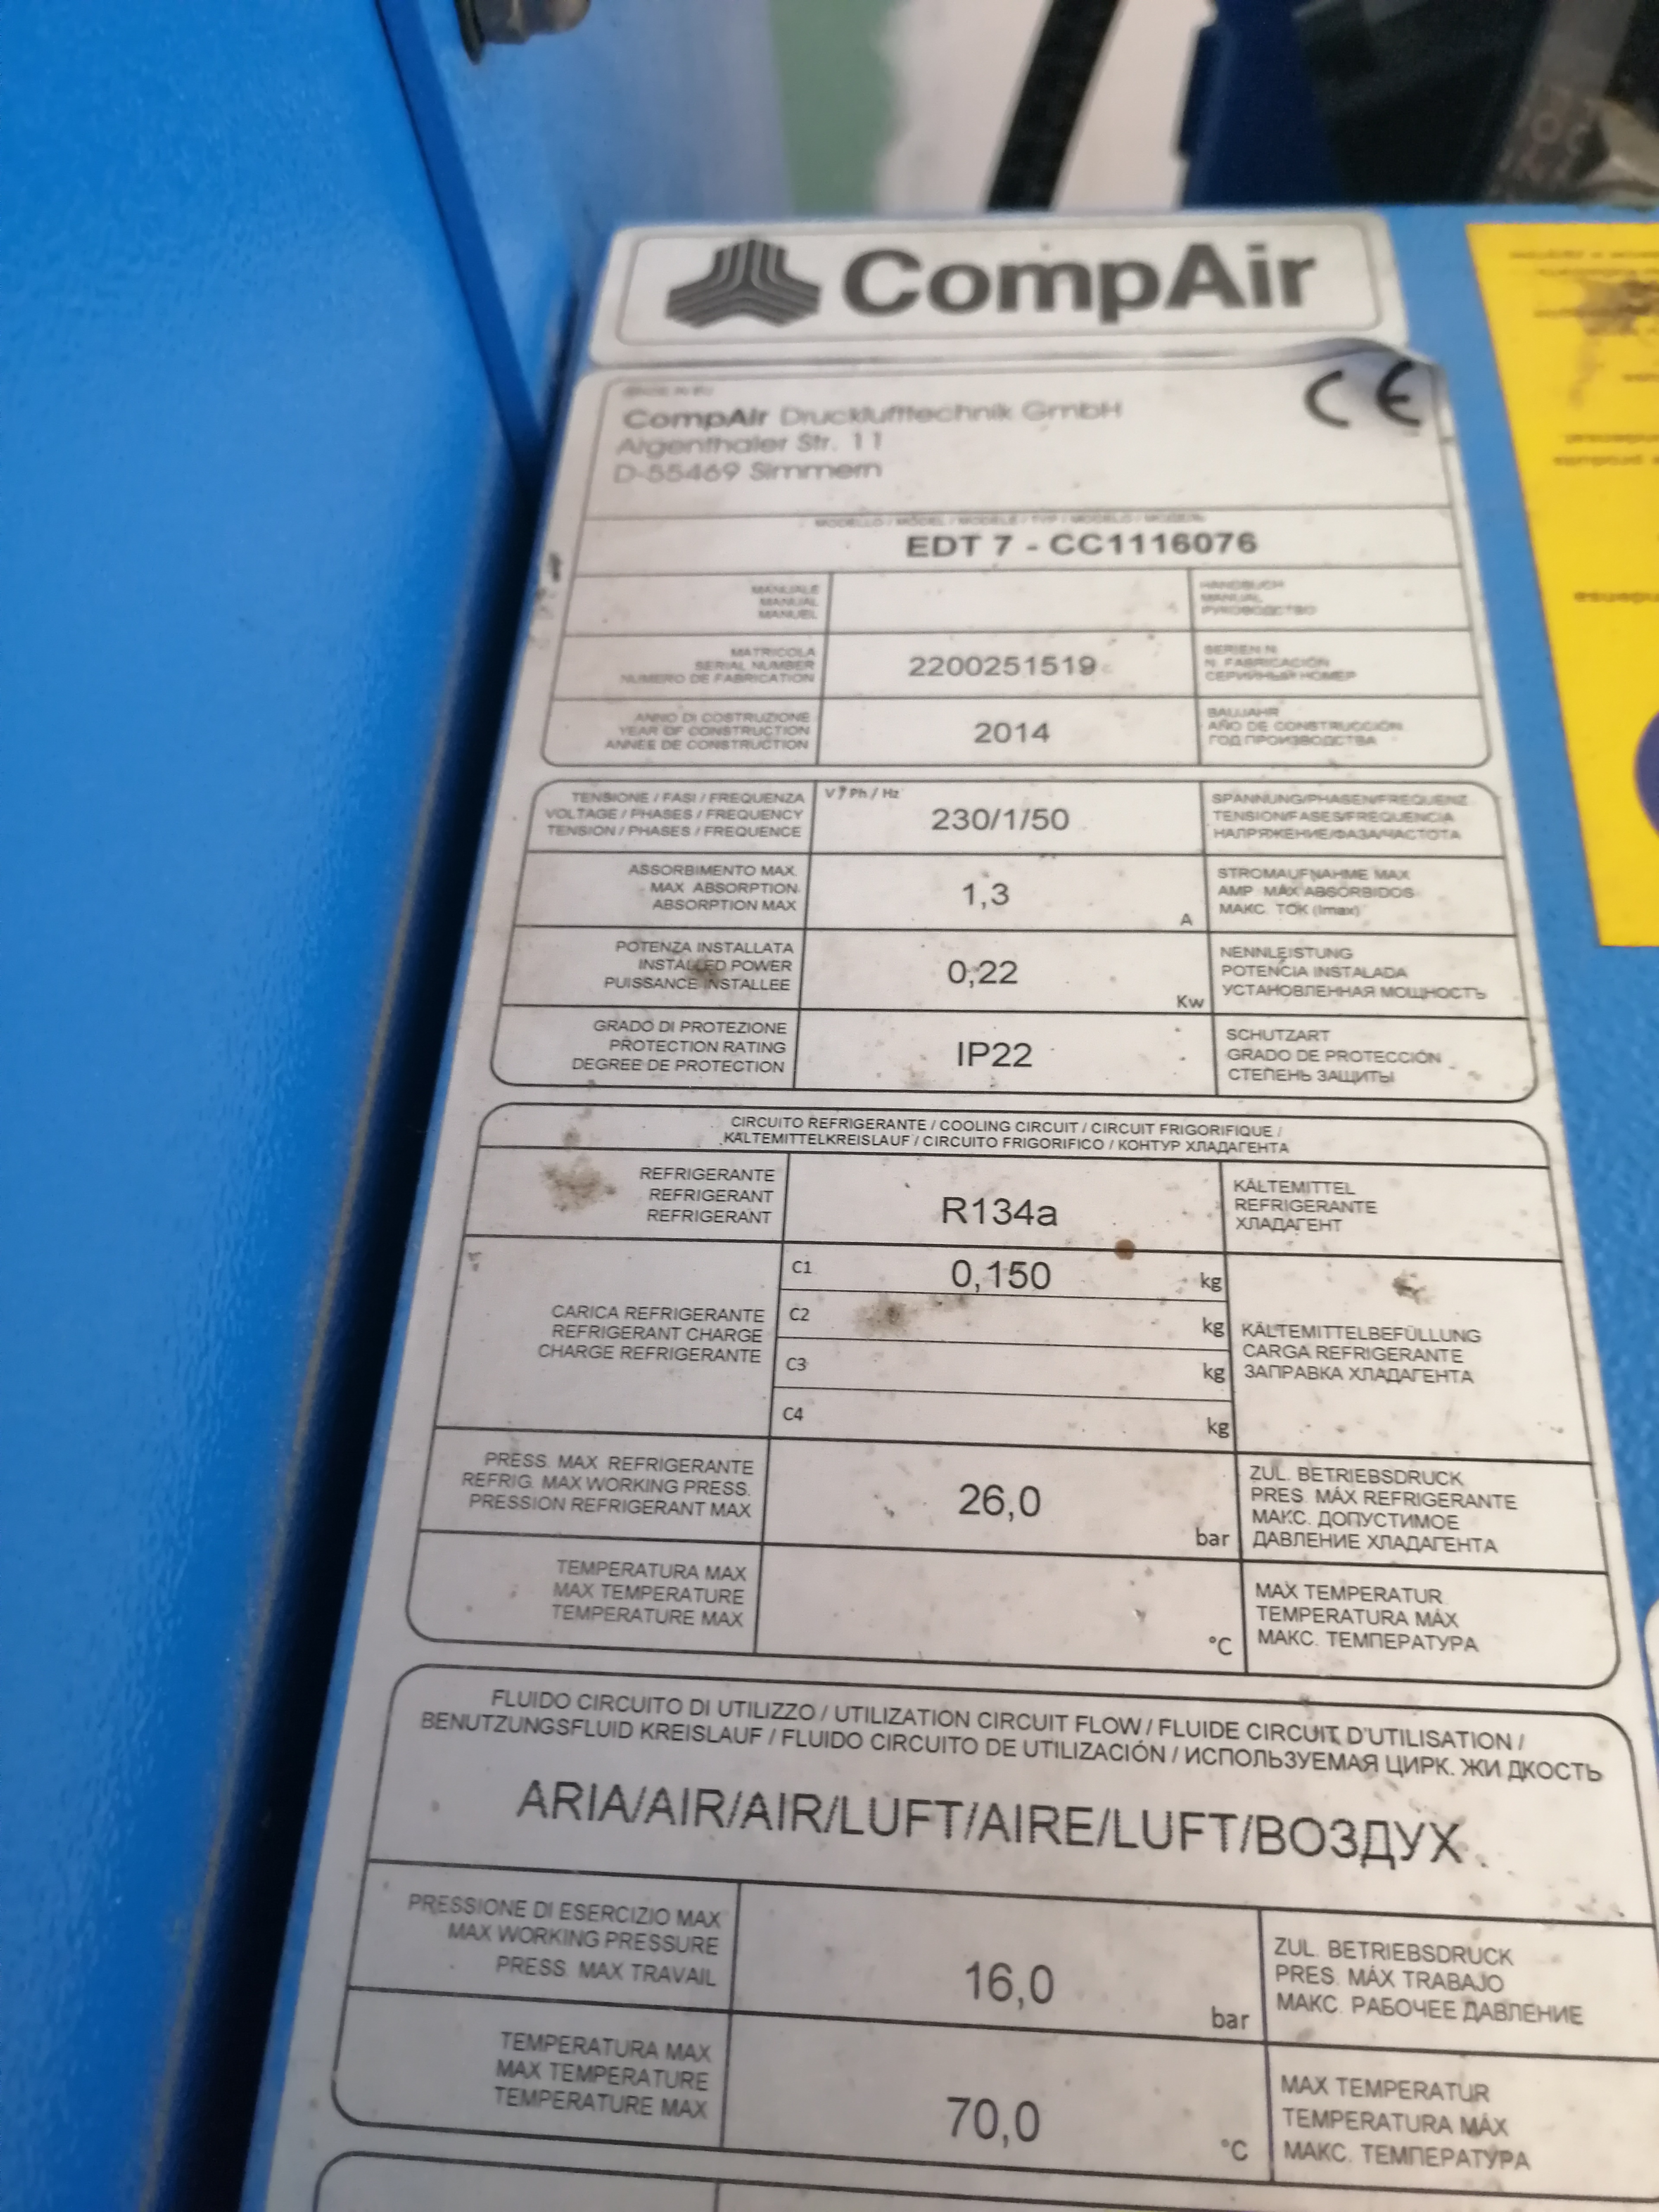 CompAir
CE
MADE IN EU
CompAir Drucklufttechnik GmbH
Argenthaler Str. 11
D-55469 Simmern
MODELLO / MODEL / MODELE / TYP / MODELO / МОДЕЛЬ
EDT 7 - CC1116076
MANUALE
MANUAL
MANUEL
HANDBUCH
MANUAL
РУКОВОДСТВО
MATRICOLA
SERIAL NUMBER
NUMERO DE FABRICATION
2200251519
SERIEN N
N. FABRICACIÓN
СЕРИЙНЫЙ НОМЕР
ANNO DI COSTRUZIONE
YEAR OF CONSTRUCTION
ANNEE DE CONSTRUCTION
2014
BAUJAHR
AÑO DE CONSTRUCCIÓN
ГОД ПРОИЗВОДСТВА
TENSIONE / FASI / FREQUENZA
VOLTAGE / PHASES / FREQUENCY
TENSION / PHASES / FREQUENCE
V / Ph / Hz
230/1/50
SPANNUNG/PHASEN/FREQUENZ
TENSION/FASES/FRECUENCIA
НАПРЯЖЕНИЕ/ФАЗА/ЧАСТОТА
ASSORBIMENTO MAX.
MAX ABSORPTION
ABSORPTION MAX
1,3
A
STROMAUFNAHME MAX
AMP. MÁX ABSORBIDOS
МАКС. ТОК (Imax)
POTENZA INSTALLATA
INSTALLED POWER
PUISSANCE INSTALLEE
0,22
Kw
NENNLEISTUNG
POTENCIA INSTALADA
УСТАНОВЛЕННАЯ МОЩНОСТЬ
GRADO DI PROTEZIONE
PROTECTION RATING
DEGREE DE PROTECTION
IP22
SCHUTZART
GRADO DE PROTECCIÓN
СТЕПЕНЬ ЗАЩИТЫ
CIRCUITO REFRIGERANTE / COOLING CIRCUIT / CIRCUIT FRIGORIFIQUE /
KÄLTEMITTELKREISLAUF / CIRCUITO FRIGORIFICO / КОНТУР ХЛАДАГЕНТА
REFRIGERANTE
REFRIGERANT
REFRIGERANT
R134a
KÄLTEMITTEL
REFRIGERANTE
ХЛАДАГЕНТ
CARICA REFRIGERANTE
REFRIGERANT CHARGE
CHARGE REFRIGERANTE
C1 0,150 kg
C2 kg
C3 kg
C4 kg
KÄLTEMITTELBEFÜLLUNG
CARGA REFRIGERANTE
ЗАПРАВКА ХЛАДАГЕНТА
PRESS. MAX REFRIGERANTE
REFRIG. MAX WORKING PRESS.
PRESSION REFRIGERANT MAX
26,0
bar
ZUL. BETRIEBSDRUCK
PRES. MÁX REFRIGERANTE
МАКС. ДОПУСТИМОЕ
ДАВЛЕНИЕ ХЛАДАГЕНТА
TEMPERATURA MAX
MAX TEMPERATURE
TEMPERATURE MAX
°C
MAX TEMPERATUR
TEMPERATURA MÁX
МАКС. ТЕМПЕРАТУРА
FLUIDO CIRCUITO DI UTILIZZO / UTILIZATION CIRCUIT FLOW / FLUIDE CIRCUIT D'UTILISATION /
BENUTZUNGSFLUID KREISLAUF / FLUIDO CIRCUITO DE UTILIZACIÓN / ИСПОЛЬЗУЕМАЯ ЦИРК. ЖИ ДКОСТЬ
ARIA/AIR/AIR/LUFT/AIRE/LUFT/ВОЗДУХ
PRESSIONE DI ESERCIZIO MAX
MAX WORKING PRESSURE
PRESS. MAX TRAVAIL
16,0
bar
ZUL. BETRIEBSDRUCK
PRES. MÁX TRABAJO
МАКС. РАБОЧЕЕ ДАВЛЕНИЕ
TEMPERATURA MAX
MAX TEMPERATURE
TEMPERATURE MAX
70,0
°C
MAX TEMPERATUR
TEMPERATURA MÁX
МАКС. ТЕМПЕРАТУРА